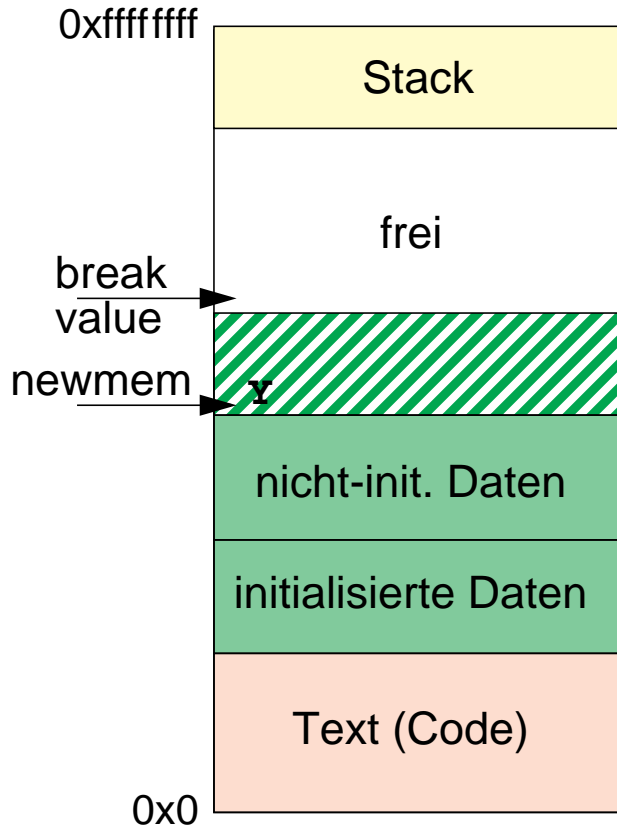 0xffffffff
Stack
frei
break
value
newmem
Y
nicht-init. Daten
initialisierte Daten
Text (Code)
0x0